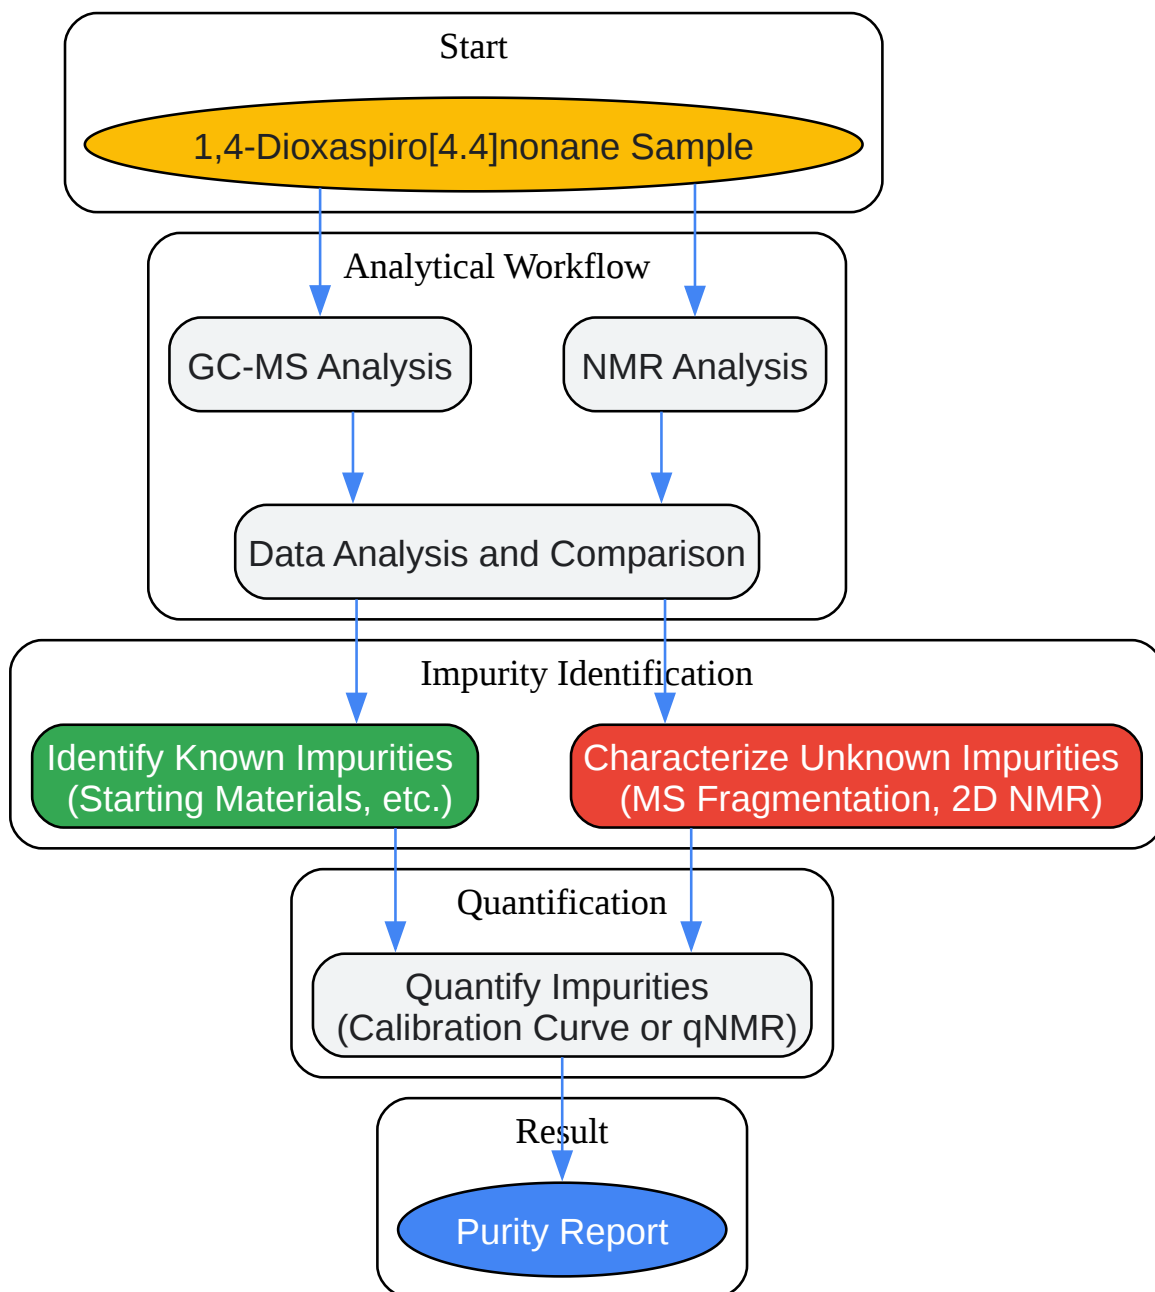 Start
1,4-Dioxaspiro[4.4]nonane Sample
Analytical Workflow
GC-MS Analysis
NMR Analysis
Data Analysis and Comparison
Impurity Identification
Identify Known Impurities
(Starting Materials, etc.)
Characterize Unknown Impurities
(MS Fragmentation, 2D NMR)
Quantification
Quantify Impurities
(Calibration Curve or qNMR)
Result
Purity Report